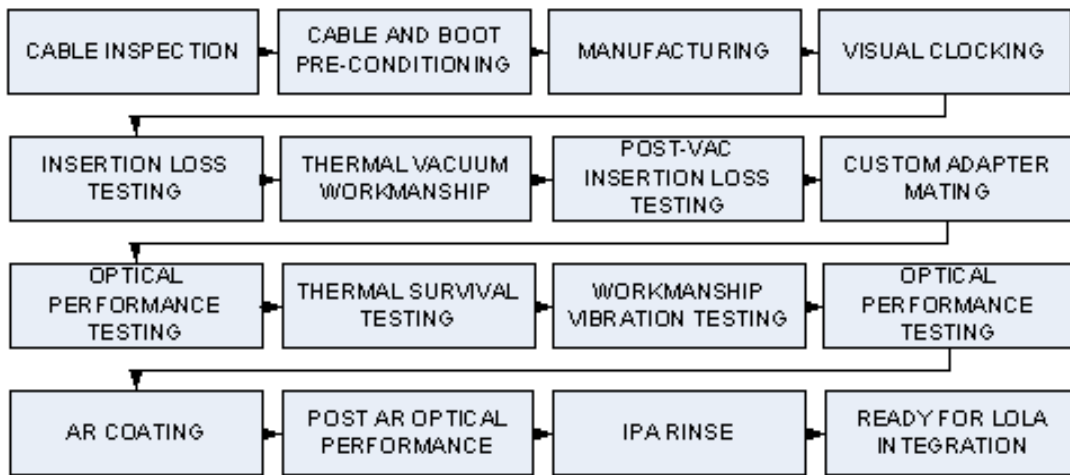 CABLE INSPECTION
CABLE AND BOOT
PRE-CONDITIONING
MANUFACTURING
VISUAL CLOCKING
INSERTION LOSS
TESTING
THERMAL VACUUM
WORKMANSHIP
POST-VAC
INSERTION LOSS
TESTING
CUSTOM ADAPTER
MATING
OPTICAL
PERFORMANCE
TESTING
THERMAL SURVIVAL
TESTING
WORKMANSHIP
VIBRATION TESTING
OPTICAL
PERFORMANCE
TESTING
AR COATING
POST AR OPTICAL
PERFORMANCE
IPA RINSE
READY FOR LOLA
INTEGRATION